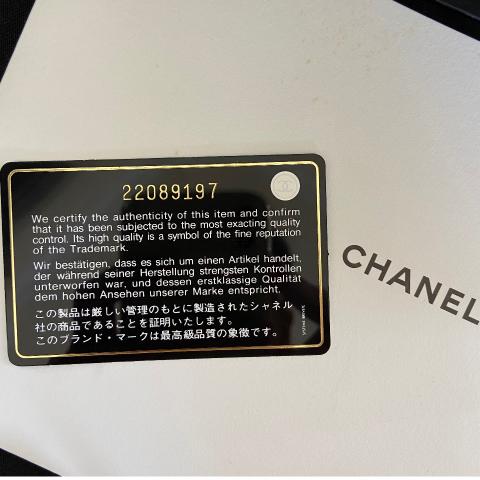 22089197
We certify the authenticity of this item and confirm
that it has been subjected to the most exacting quality
control. Its high quality is a symbol of the fine reputation
of the Trademark.
Wir bestätigen, dass es sich um einen Artikel handelt,
der während seiner Herstellung strengsten Kontrollen
unterworfen war, und dessen erstklassige Qualität
dem hohen Ansehen unserer Marke entspricht.
この製品は厳しい管理のもとに製造されたシャネル
社の商品であることを証明いたします。
このブランド・マークは最高級品質の象徴です。
CHANEL